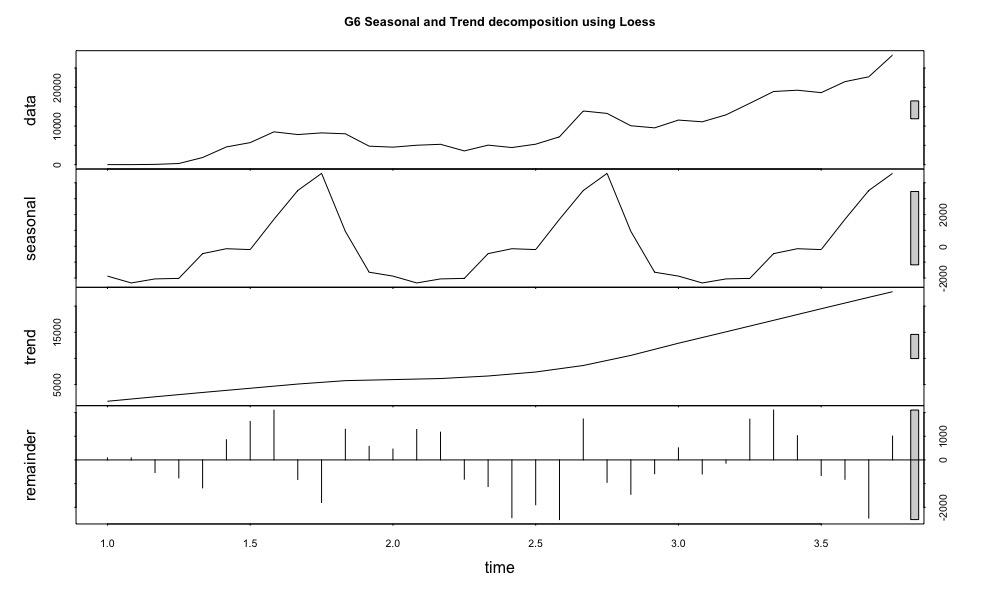 G6 Seasonal and Trend decomposition using Loess
data
0 10000 20000
seasonal
-2000 0 2000
trend
5000 15000
remainder
-2000 0 1000
1.0 1.5 2.0 2.5 3.0 3.5
time